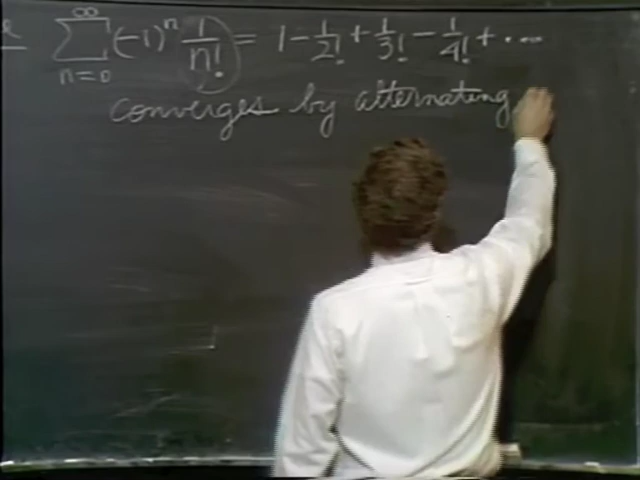 ∑_{n=0}^{∞} (-1)^n 1/n! = 1 - 1/2! + 1/3! - 1/4! + ...
converges by alternating